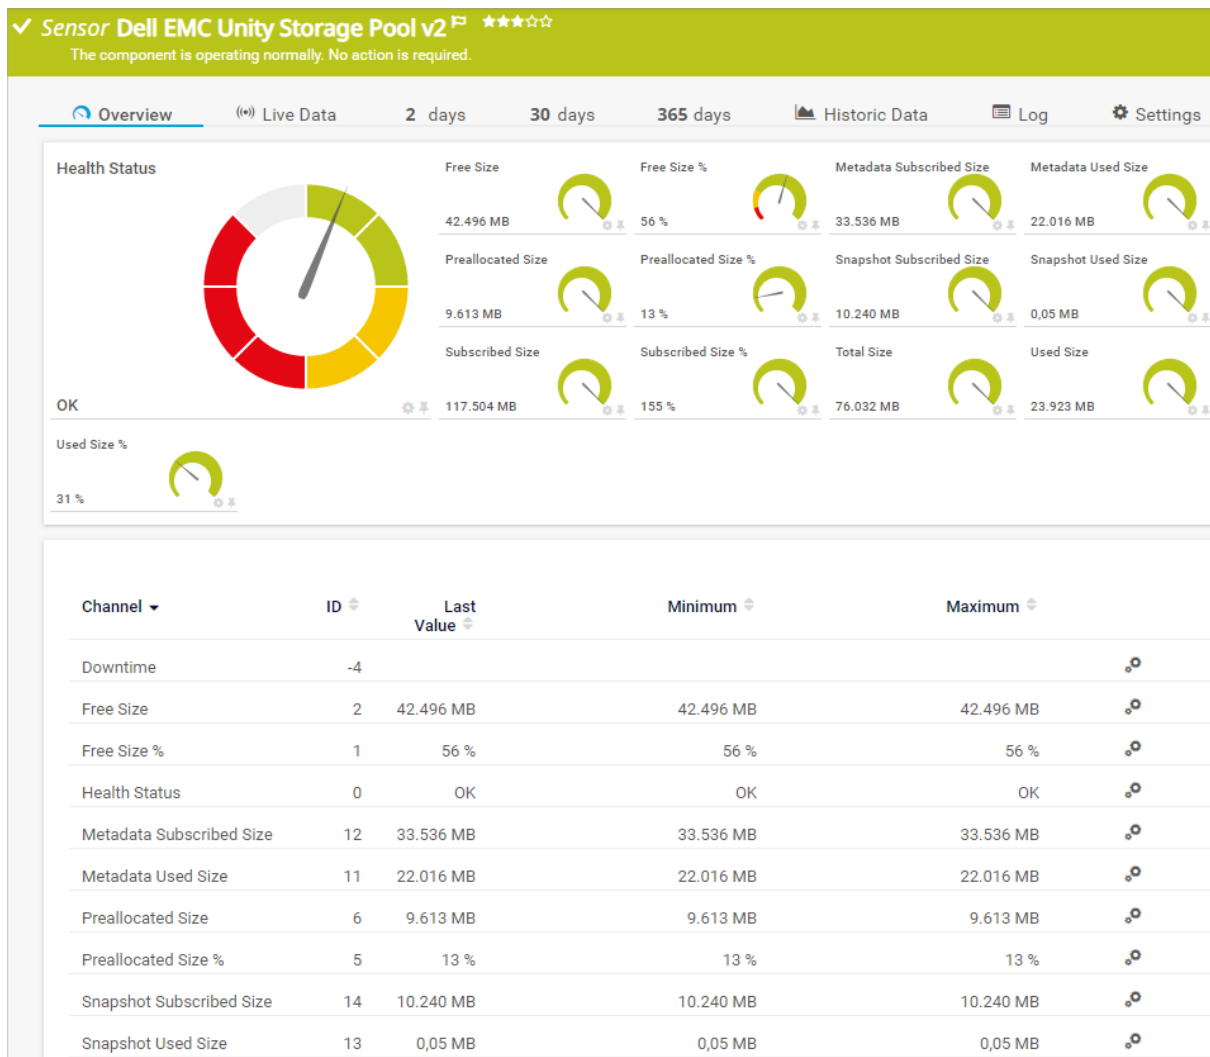 Sensor Dell EMC Unity Storage Pool v2
The component is operating normally. No action is required.
Overview Live Data 2 days 30 days 365 days Historic Data Log Settings
Health Status
OK
Free Size
42.496 MB
Free Size %
56 %
Metadata Subscribed Size
33.536 MB
Metadata Used Size
22.016 MB
Preallocated Size
9.613 MB
Preallocated Size %
13 %
Snapshot Subscribed Size
10.240 MB
Snapshot Used Size
0,05 MB
Subscribed Size
117.504 MB
Subscribed Size %
155 %
Total Size
76.032 MB
Used Size
23.923 MB
Used Size %
31 %
Channel ID Last Value Minimum Maximum
Downtime -4
Free Size 2 42.496 MB 42.496 MB 42.496 MB
Free Size % 1 56 % 56 % 56 %
Health Status 0 OK OK OK
Metadata Subscribed Size 12 33.536 MB 33.536 MB 33.536 MB
Metadata Used Size 11 22.016 MB 22.016 MB 22.016 MB
Preallocated Size 6 9.613 MB 9.613 MB 9.613 MB
Preallocated Size % 5 13 % 13 % 13 %
Snapshot Subscribed Size 14 10.240 MB 10.240 MB 10.240 MB
Snapshot Used Size 13 0,05 MB 0,05 MB 0,05 MB